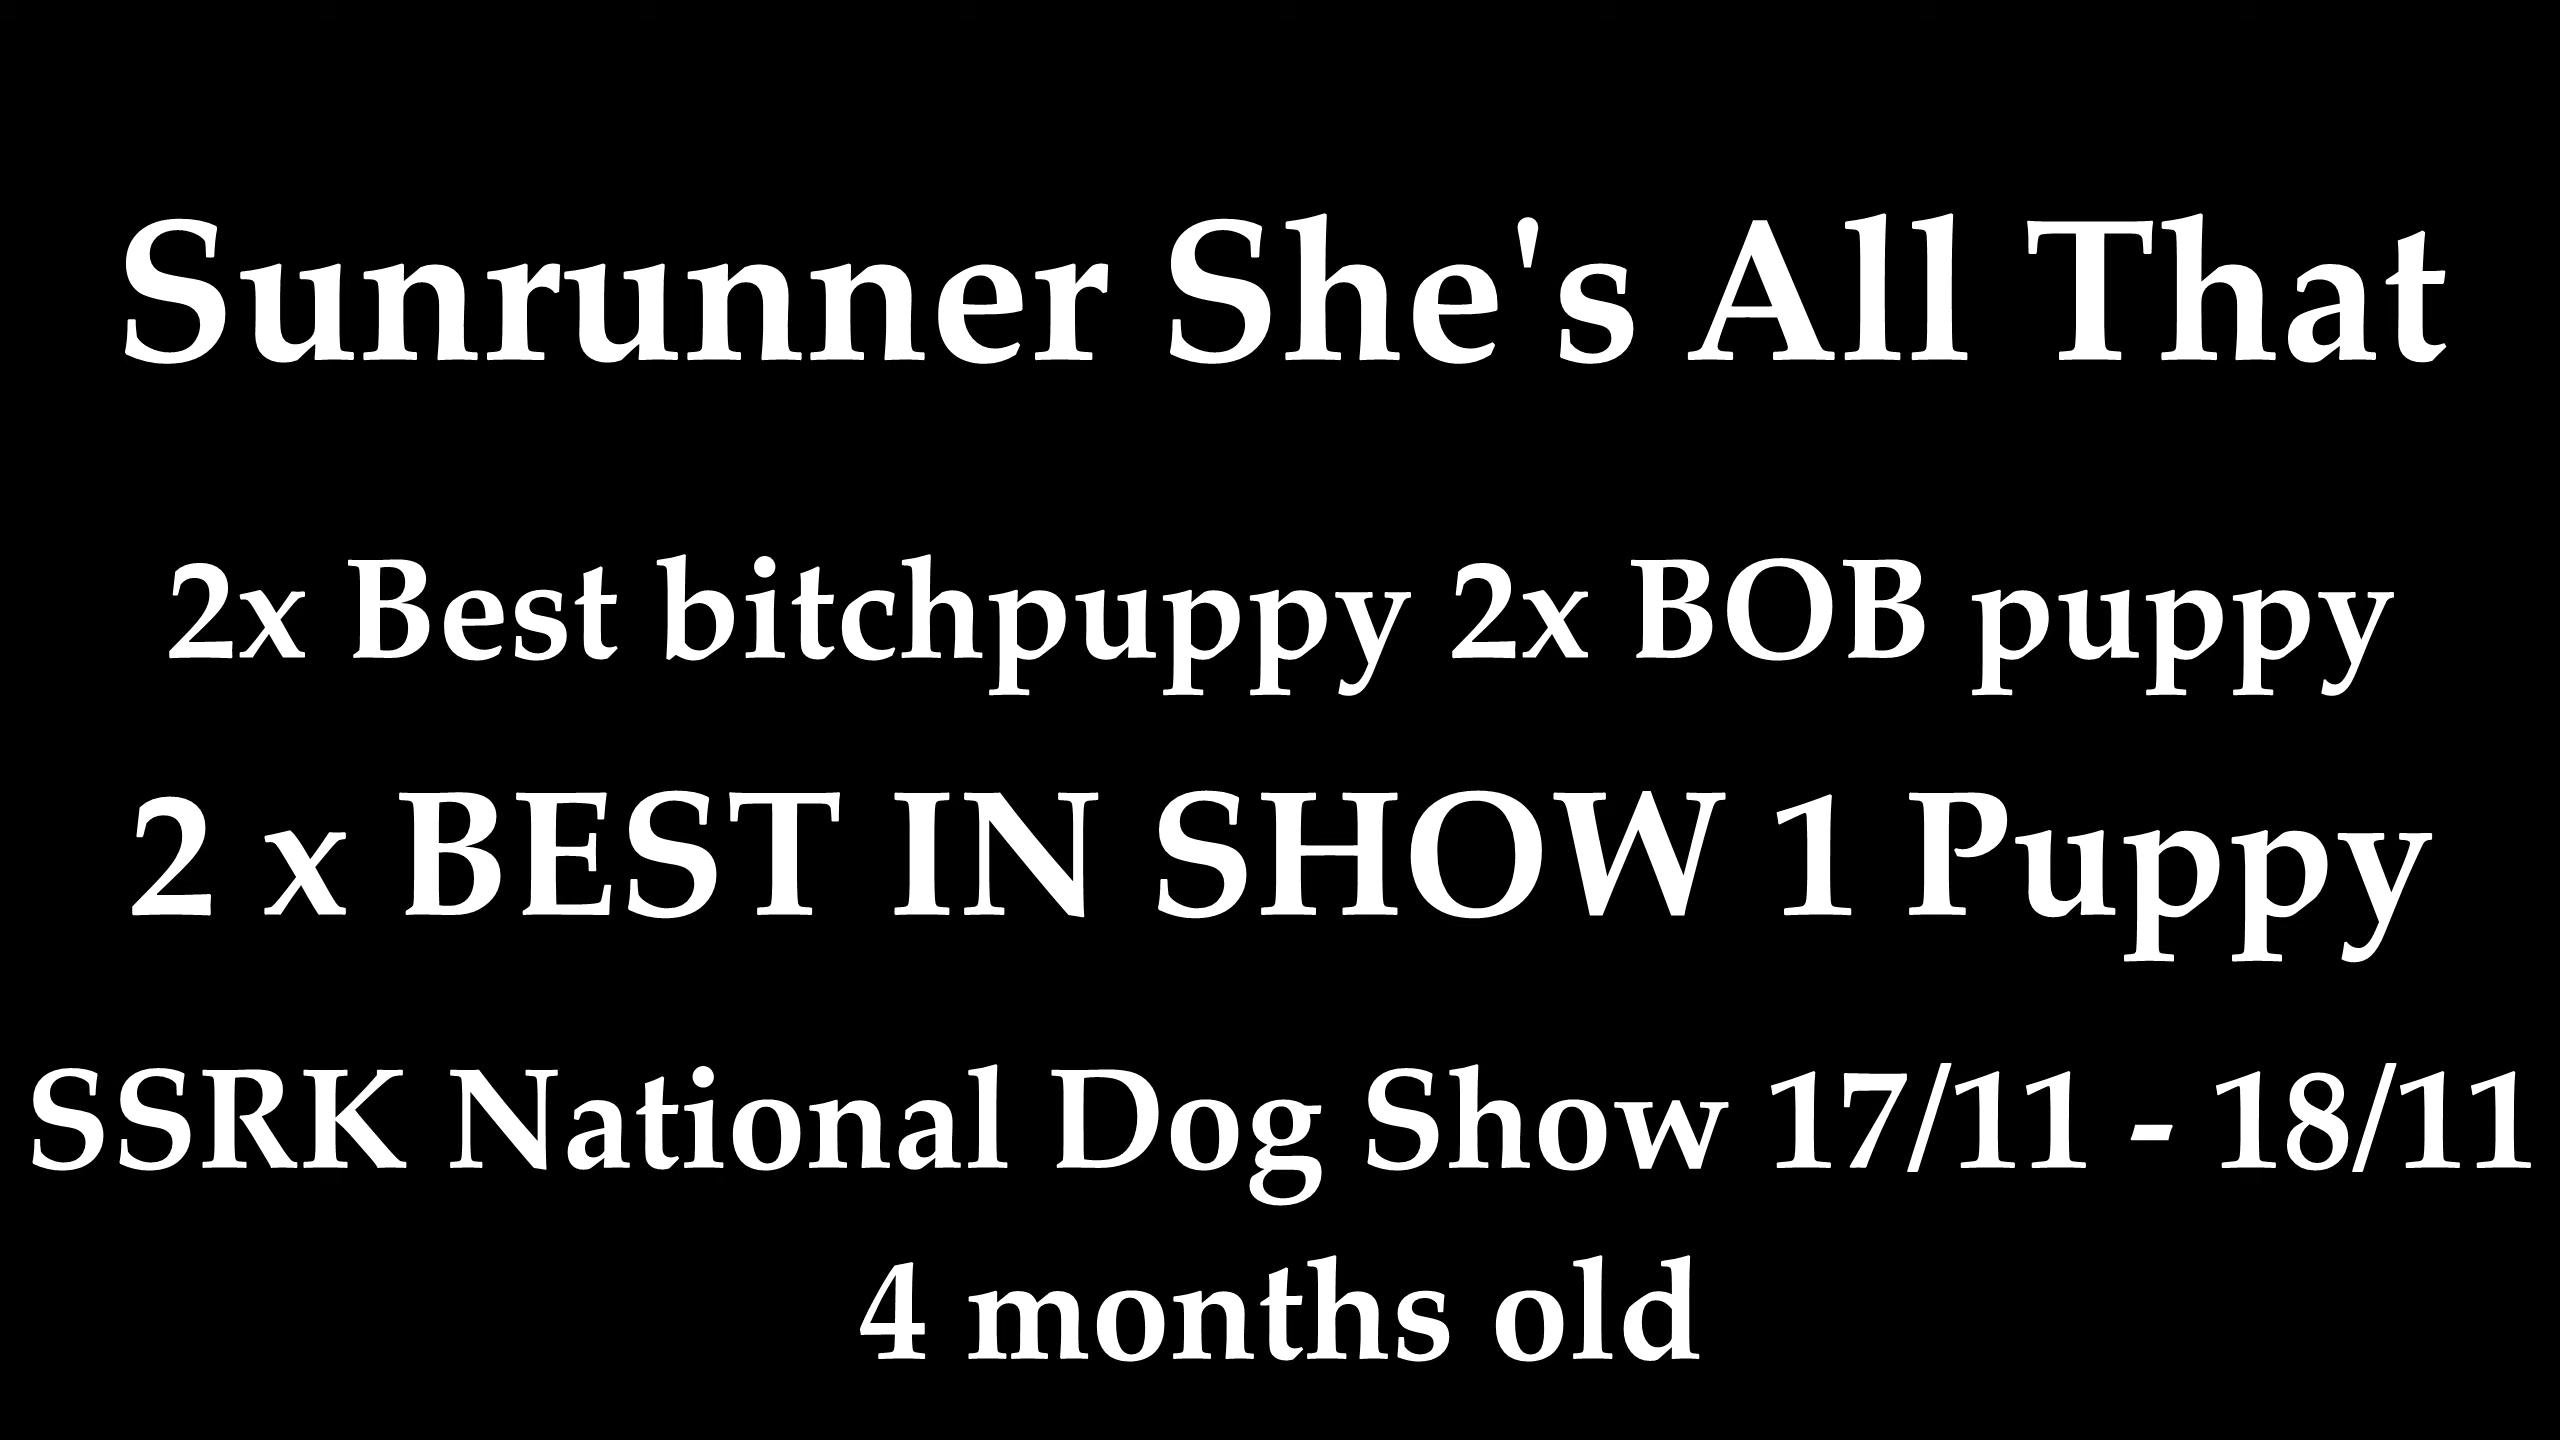 Sunrunner She's All That
2x Best bitchpuppy 2x BOB puppy
2 x BEST IN SHOW 1 Puppy
SSRK National Dog Show 17/11 - 18/11
4 months old